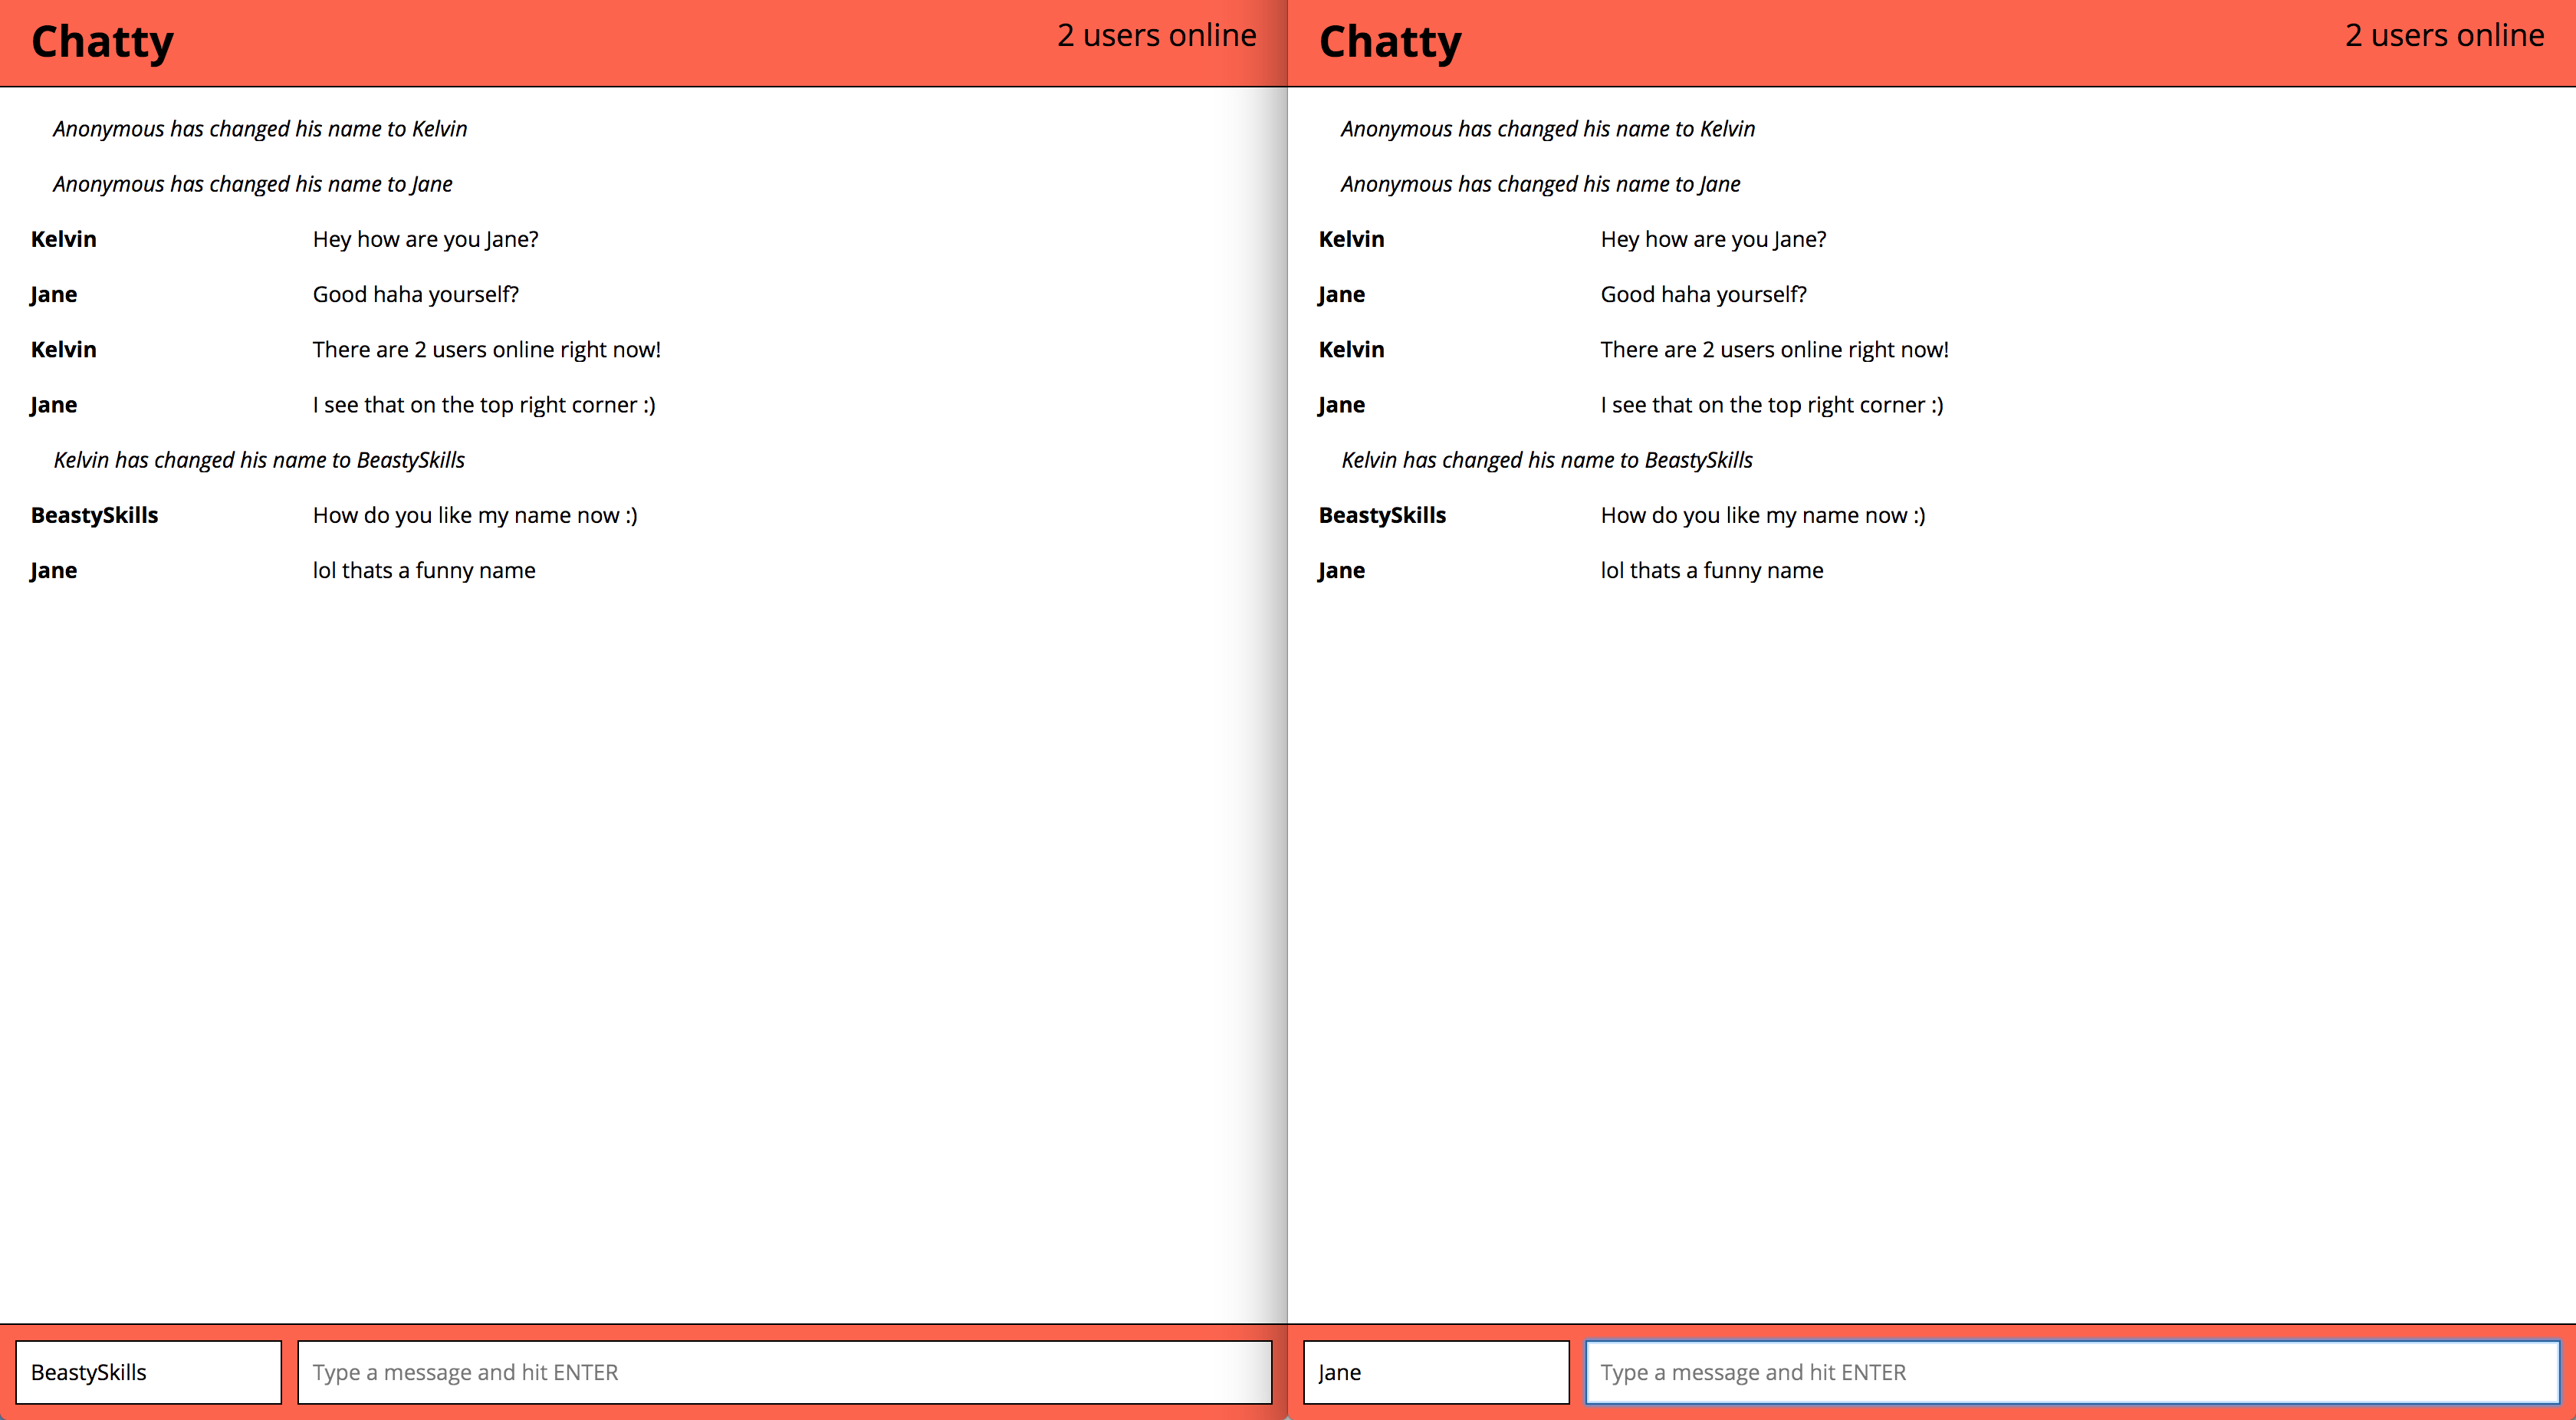 Chatty
2 users online
Anonymous has changed his name to Kelvin
Anonymous has changed his name to Jane
Kelvin Hey how are you Jane?
Jane Good haha yourself?
Kelvin There are 2 users online right now!
Jane I see that on the top right corner :)
Kelvin has changed his name to BeastySkills
BeastySkills How do you like my name now :)
Jane lol thats a funny name
BeastySkills Type a message and hit ENTER
Chatty
2 users online
Anonymous has changed his name to Kelvin
Anonymous has changed his name to Jane
Kelvin Hey how are you Jane?
Jane Good haha yourself?
Kelvin There are 2 users online right now!
Jane I see that on the top right corner :)
Kelvin has changed his name to BeastySkills
BeastySkills How do you like my name now :)
Jane lol thats a funny name
Jane Type a message and hit ENTER